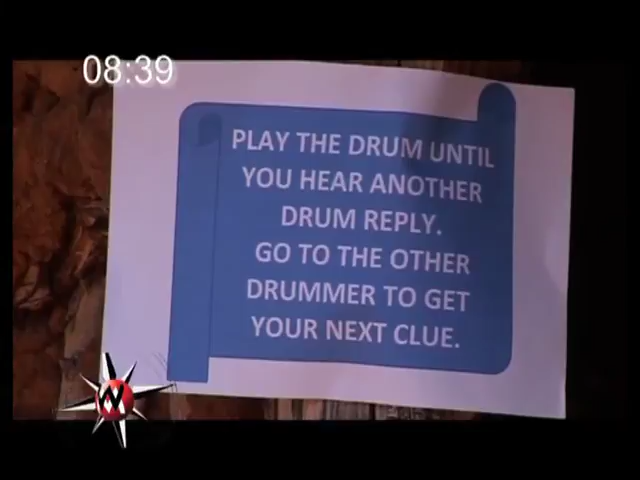 08:39
PLAY THE DRUM UNTIL
YOU HEAR ANOTHER
DRUM REPLY.
GO TO THE OTHER
DRUMMER TO GET
YOUR NEXT CLUE.